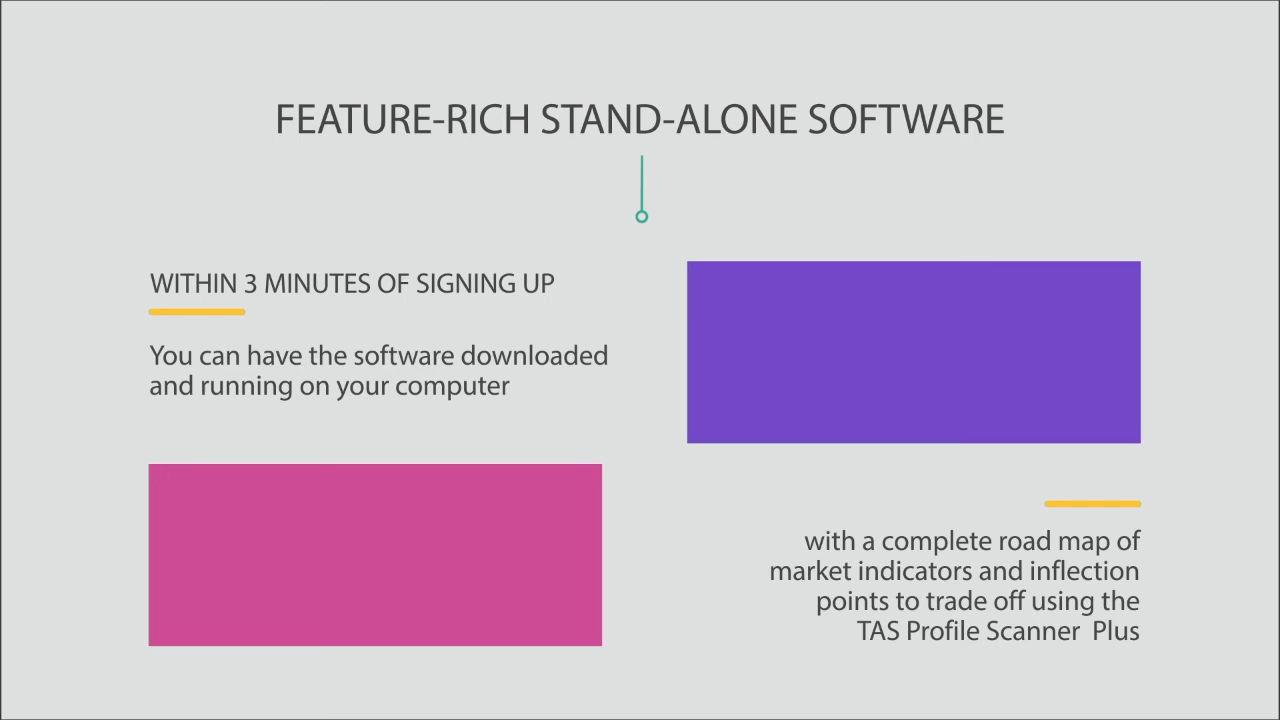 FEATURE-RICH STAND-ALONE SOFTWARE
WITHIN 3 MINUTES OF SIGNING UP
You can have the software downloaded
and running on your computer
with a complete road map of
market indicators and inflection
points to trade off using the
TAS Profile Scanner  Plus